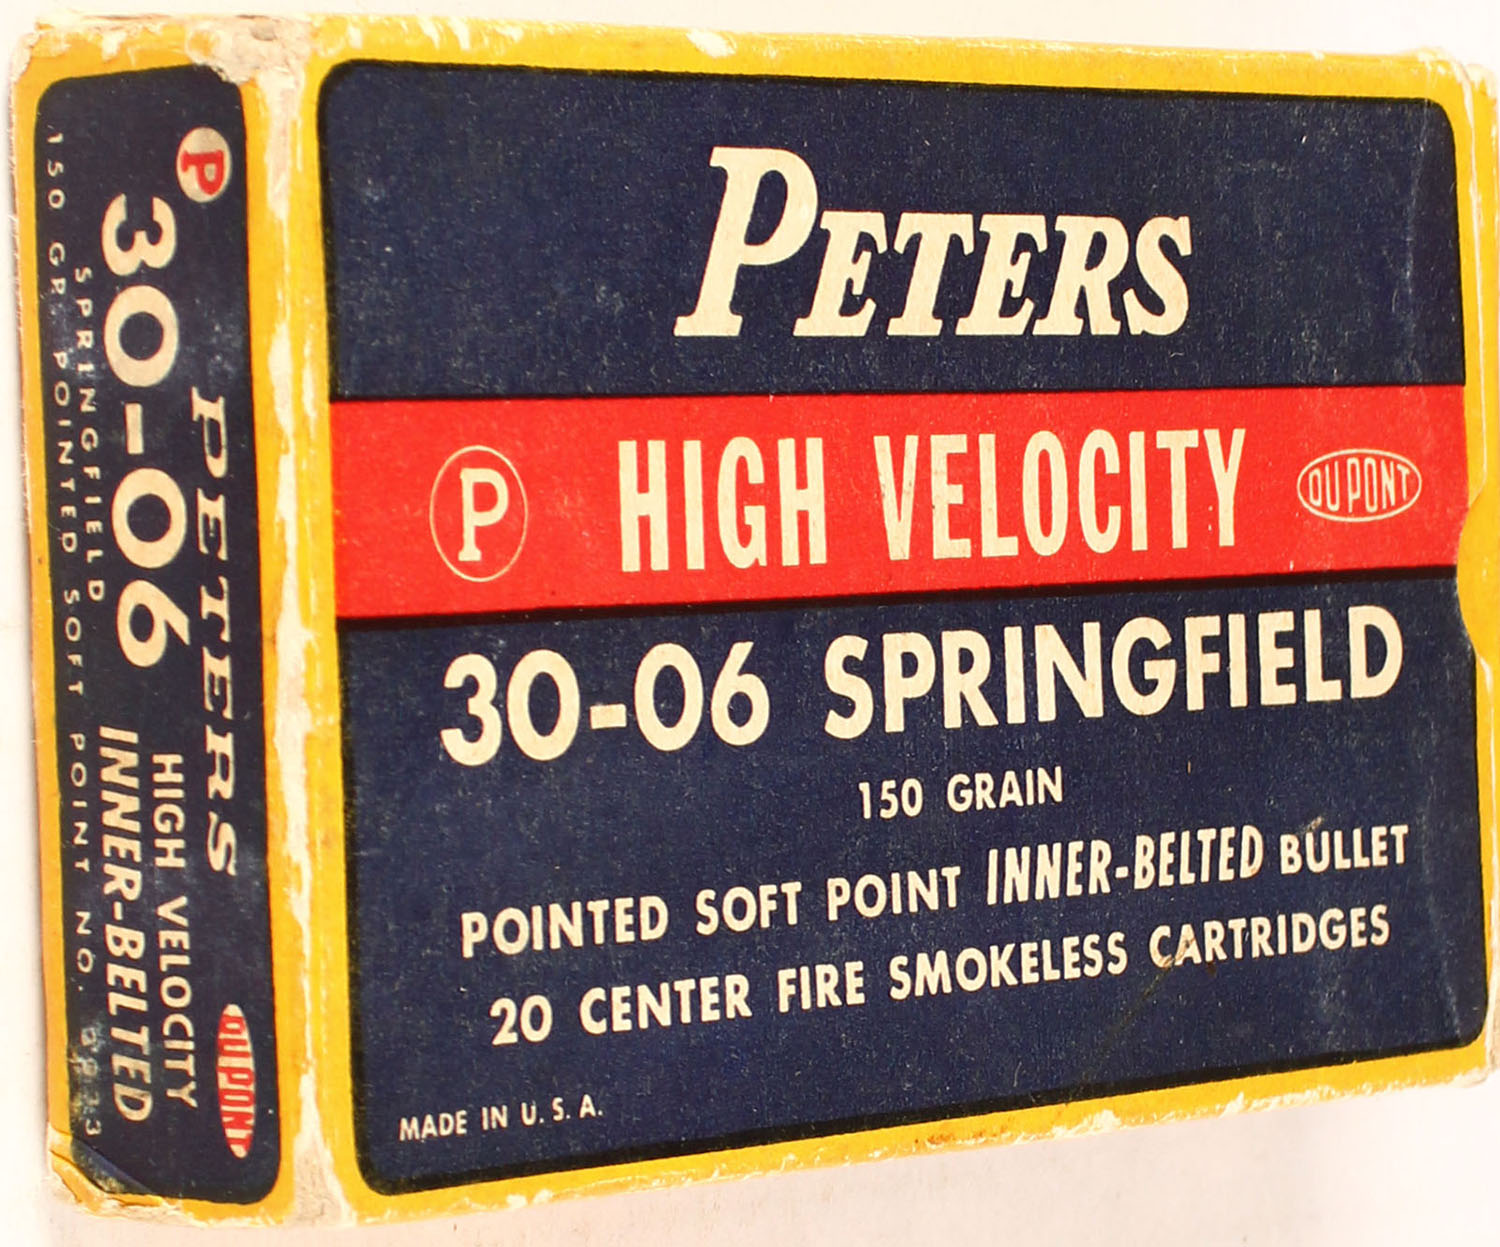 PETERS
P HIGH VELOCITY DU PONT
30-06 SPRINGFIELD
150 GRAIN
POINTED SOFT POINT INNER-BELTED BULLET
20 CENTER FIRE SMOKELESS CARTRIDGES
MADE IN U.S.A.
P PETERS DU PONT
30-06 HIGH VELOCITY
SPRINGFIELD INNER-BELTED
150 GR. POINTED SOFT POINT NO.